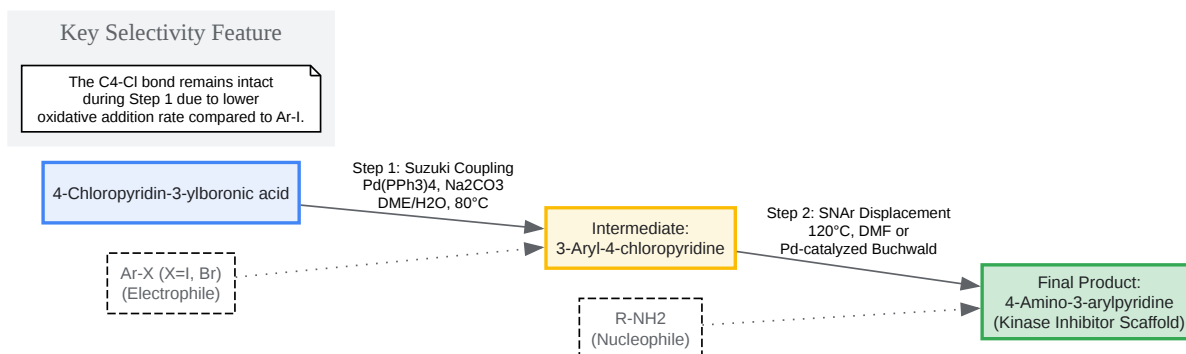 Key Selectivity Feature
The C4-Cl bond remains intact
during Step 1 due to lower
oxidative addition rate compared to Ar-I.
4-Chloropyridin-3-ylboronic acid
Step 1: Suzuki Coupling
Pd(PPh3)4, Na2CO3
DME/H2O, 80°C
Ar-X (X=I, Br)
(Electrophile)
Intermediate:
3-Aryl-4-chloropyridine
Step 2: SNAr Displacement
120°C, DMF or
Pd-catalyzed Buchwald
R-NH2
(Nucleophile)
Final Product:
4-Amino-3-arylpyridine
(Kinase Inhibitor Scaffold)